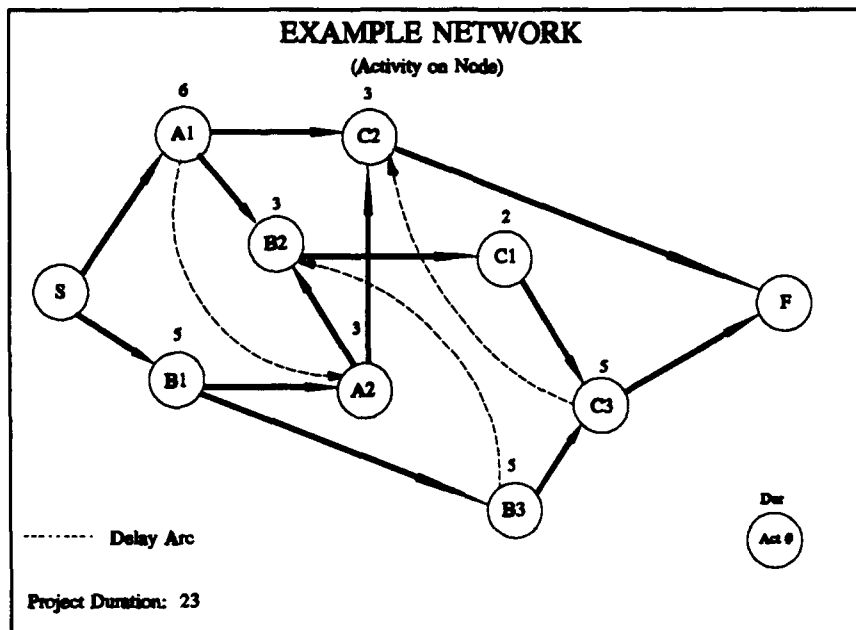 EXAMPLE NETWORK
(Activity on Node)
6
A1
3
C2
3
B2
2
C1
S
F
5
B1
3
A2
5
C3
5
B3
Dur
Act #
Delay Arc
Project Duration: 23